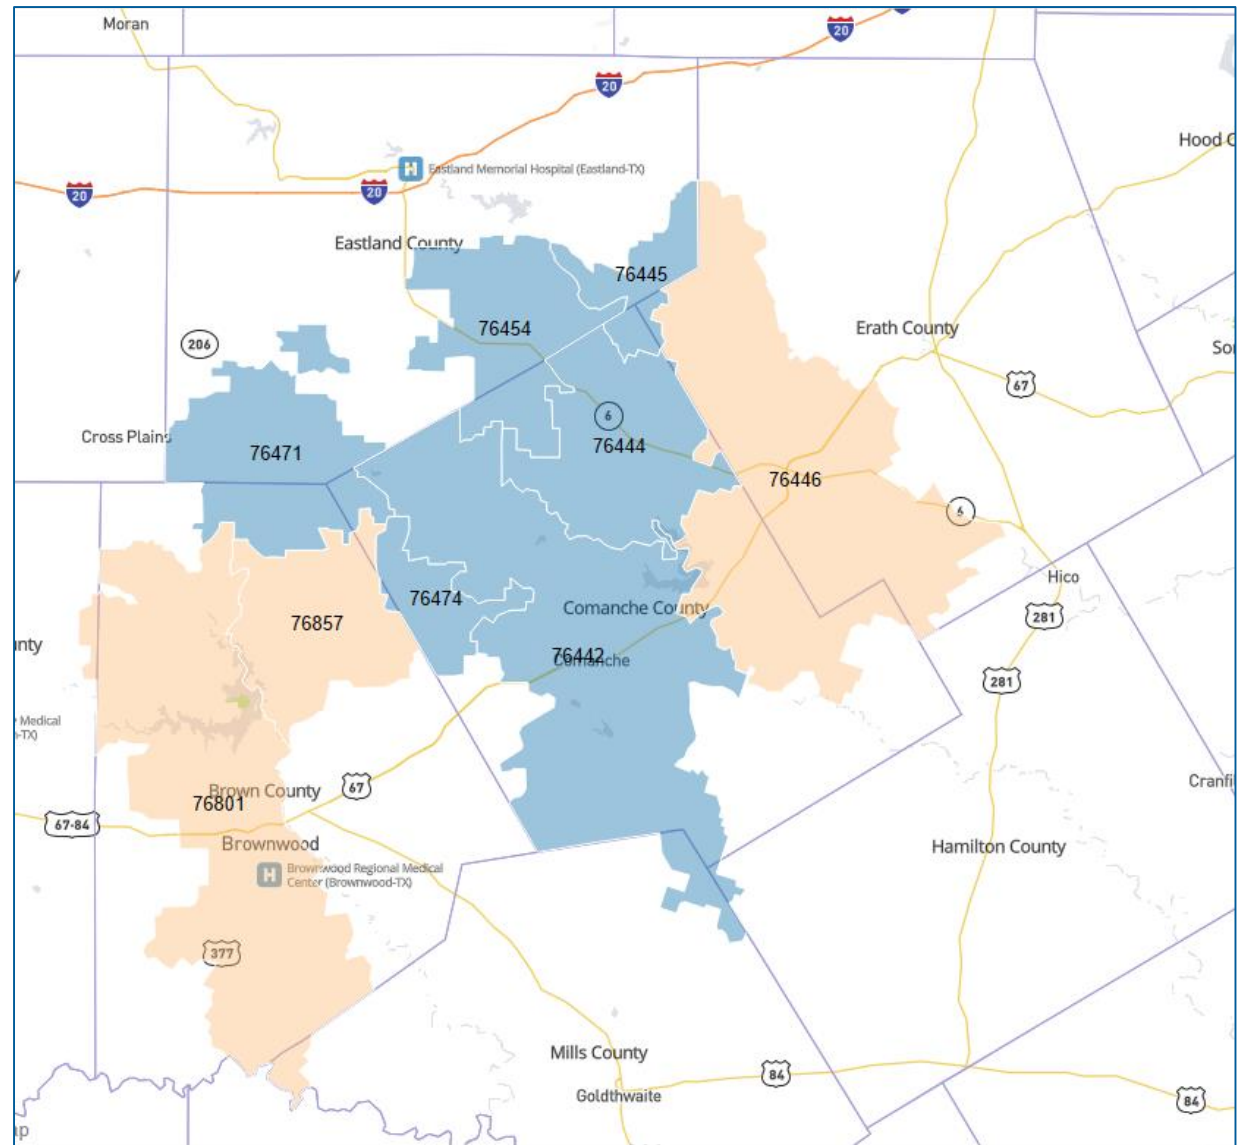 Moran
20
20
Hood C
H Eastland Memorial Hospital (Eastland-TX)
20
20
Eastland County
76445
76454
Erath County
206
67
6
Cross Plains
76444
76471
76446
6
Hico
76474
Comanche County
281
76857
nty
76442
Comanche
281
Medical
-TX)
Brown County
67
76801
67-84
Cranfi
Brownwood
Hamilton County
H Brownwood Regional Medical
Center (Brownwood-TX)
377
Mills County
84
Goldthwaite
84